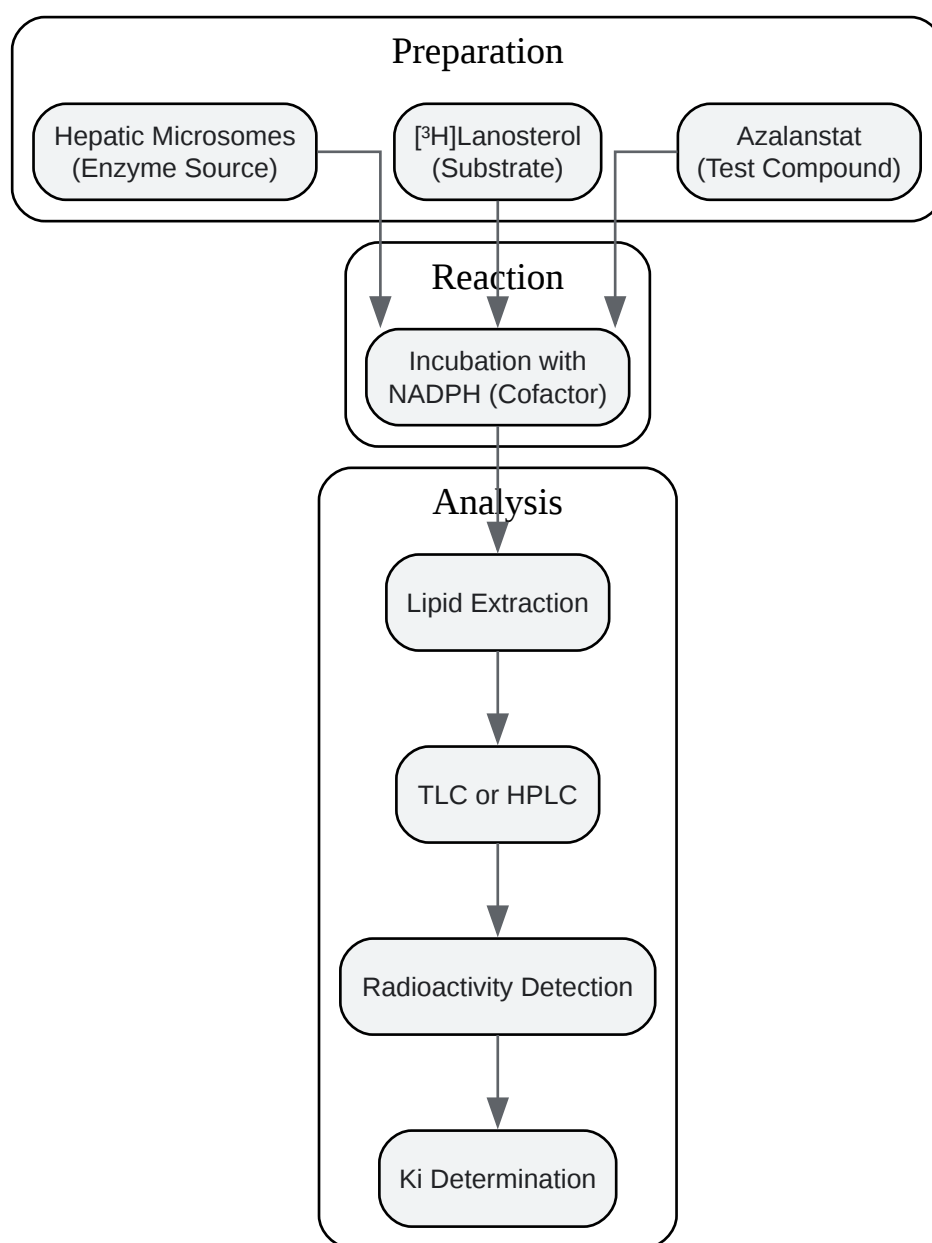 Preparation
Hepatic Microsomes
(Enzyme Source)
[³H]Lanosterol
(Substrate)
Azalanstat
(Test Compound)
Reaction
Incubation with
NADPH (Cofactor)
Analysis
Lipid Extraction
TLC or HPLC
Radioactivity Detection
Ki Determination